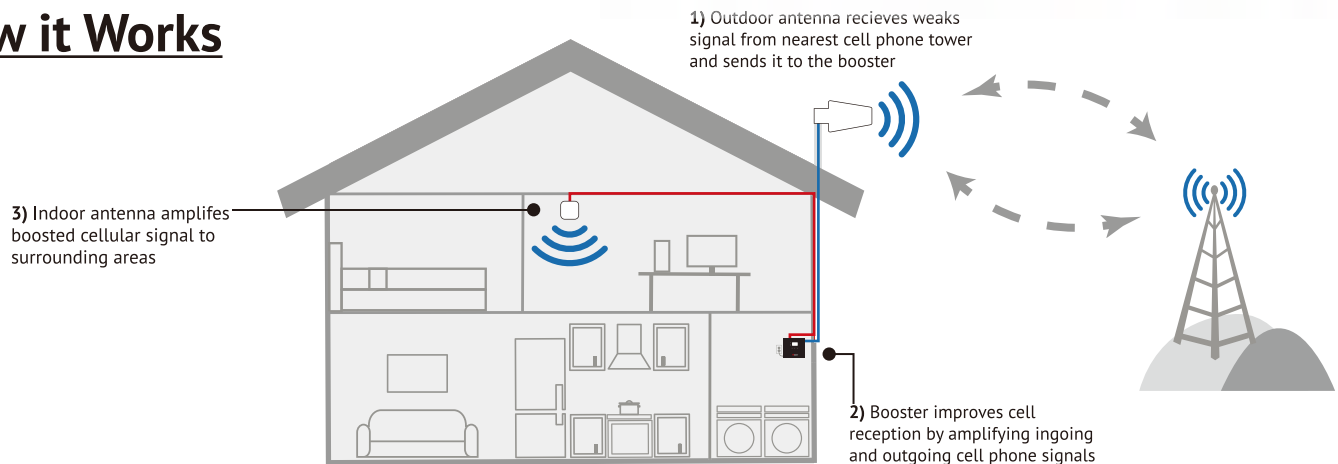 w it Works
1) Outdoor antenna recieves weaks
signal from nearest cell phone tower
and sends it to the booster
3) Indoor antenna amplifes
boosted cellular signal to
surrounding areas
2) Booster improves cell
reception by amplifying ingoing
and outgoing cell phone signals